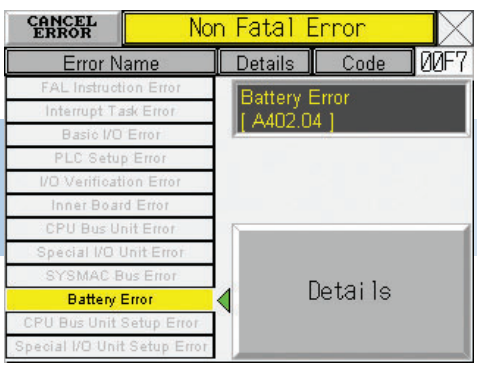 CANCEL ERROR
Non Fatal Error
Error Name
Details
Code
00F7
FAL Instruction Error
Interrupt Task Error
Basic I/O Error
PLC Setup Error
I/O Verification Error
Inner Board Error
CPU Bus Unit Error
Special I/O Unit Error
SYSMAC Bus Error
Battery Error
CPU Bus Unit Setup Error
Special I/O Unit Setup Error
Battery Error
[ A402.04 ]
Details